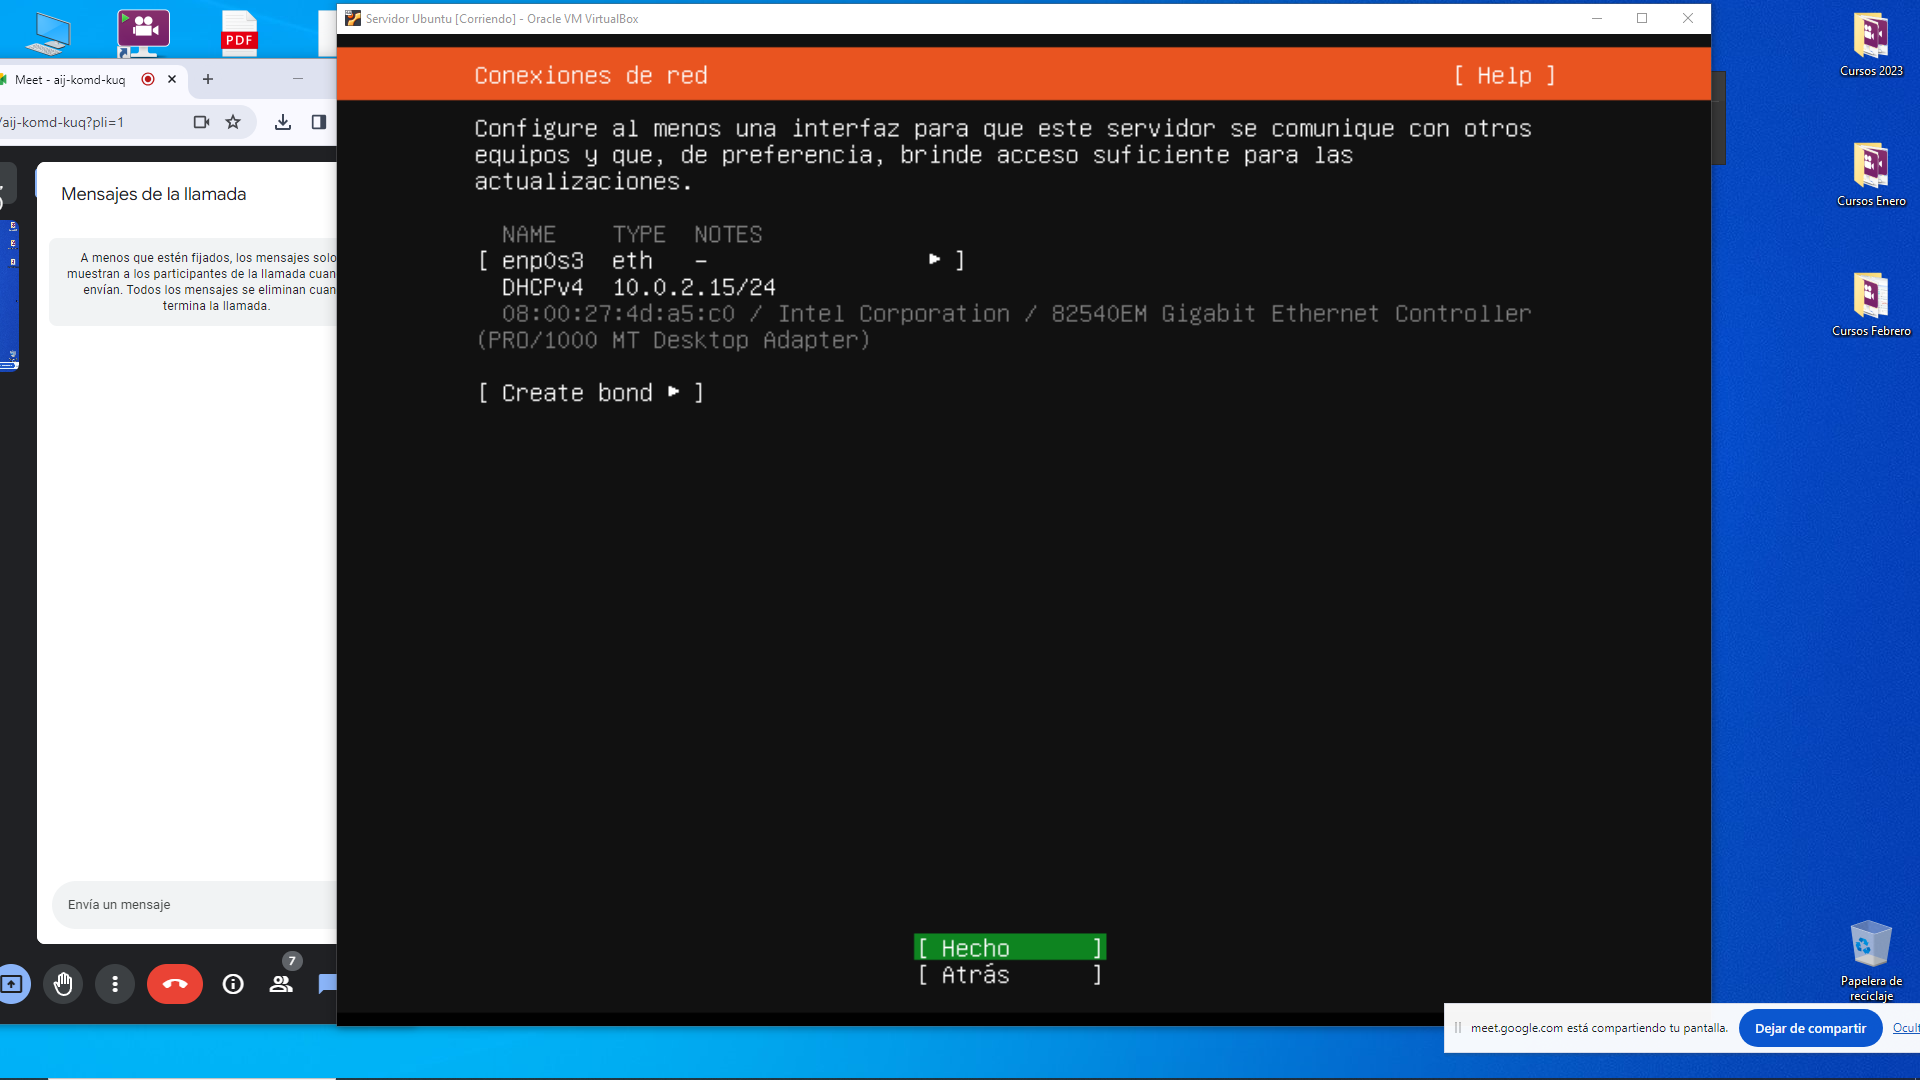 PDF
Meet - aij-komd-kuq
/aij-komd-kuq?pli=1
Mensajes de la llamada
A menos que estén fijados, los mensajes solo
muestran a los participantes de la llamada cuan
envían. Todos los mensajes se eliminan cuan
termina la llamada.
Envía un mensaje
7
Servidor Ubuntu [Corriendo] - Oracle VM VirtualBox
Conexiones de red
[ Help ]
Configure al menos una interfaz para que este servidor se comunique con otros
equipos y que, de preferencia, brinde acceso suficiente para las
actualizaciones.
NAME TYPE NOTES
[ enp0s3 eth – ▸ ]
DHCPv4 10.0.2.15/24
08:00:27:4d:a5:c0 / Intel Corporation / 82540EM Gigabit Ethernet Controller
(PRO/1000 MT Desktop Adapter)
[ Create bond ▸ ]
[ Hecho ]
[ Atrás ]
Cursos 2023
Cursos Enero
Cursos Febrero
Papelera de
reciclaje
meet.google.com está compartiendo tu pantalla.
Dejar de compartir
Ocult